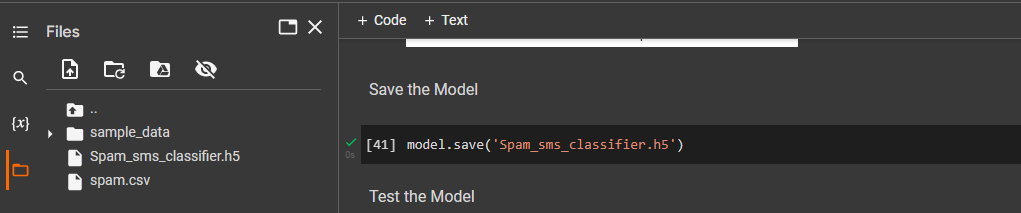 Files
+ Code + Text
Save the Model
..
{x}
sample_data
[41] model.save('Spam_sms_classifier.h5')
0s
Spam_sms_classifier.h5
spam.csv
Test the Model